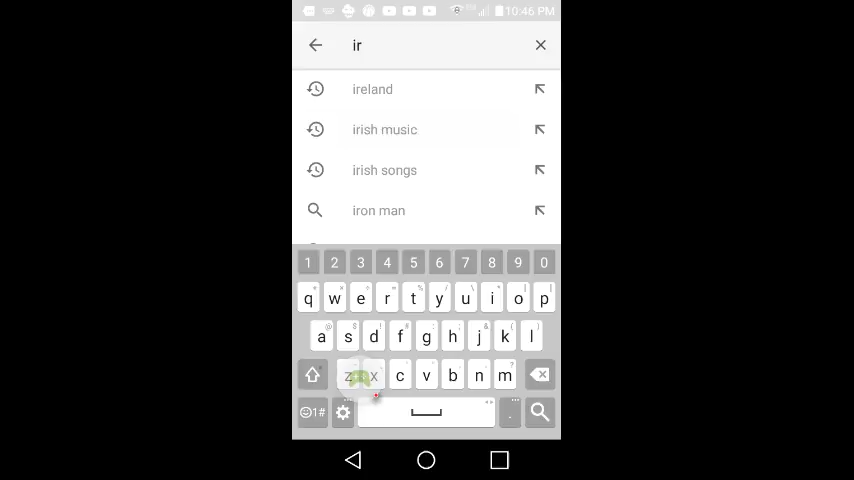 10:46 PM
ir
ireland
irish music
irish songs
iron man
1 2 3 4 5 6 7 8 9 0
q w e r t y u i o p
a s d f g h j k l
z x c v b n m
1# .